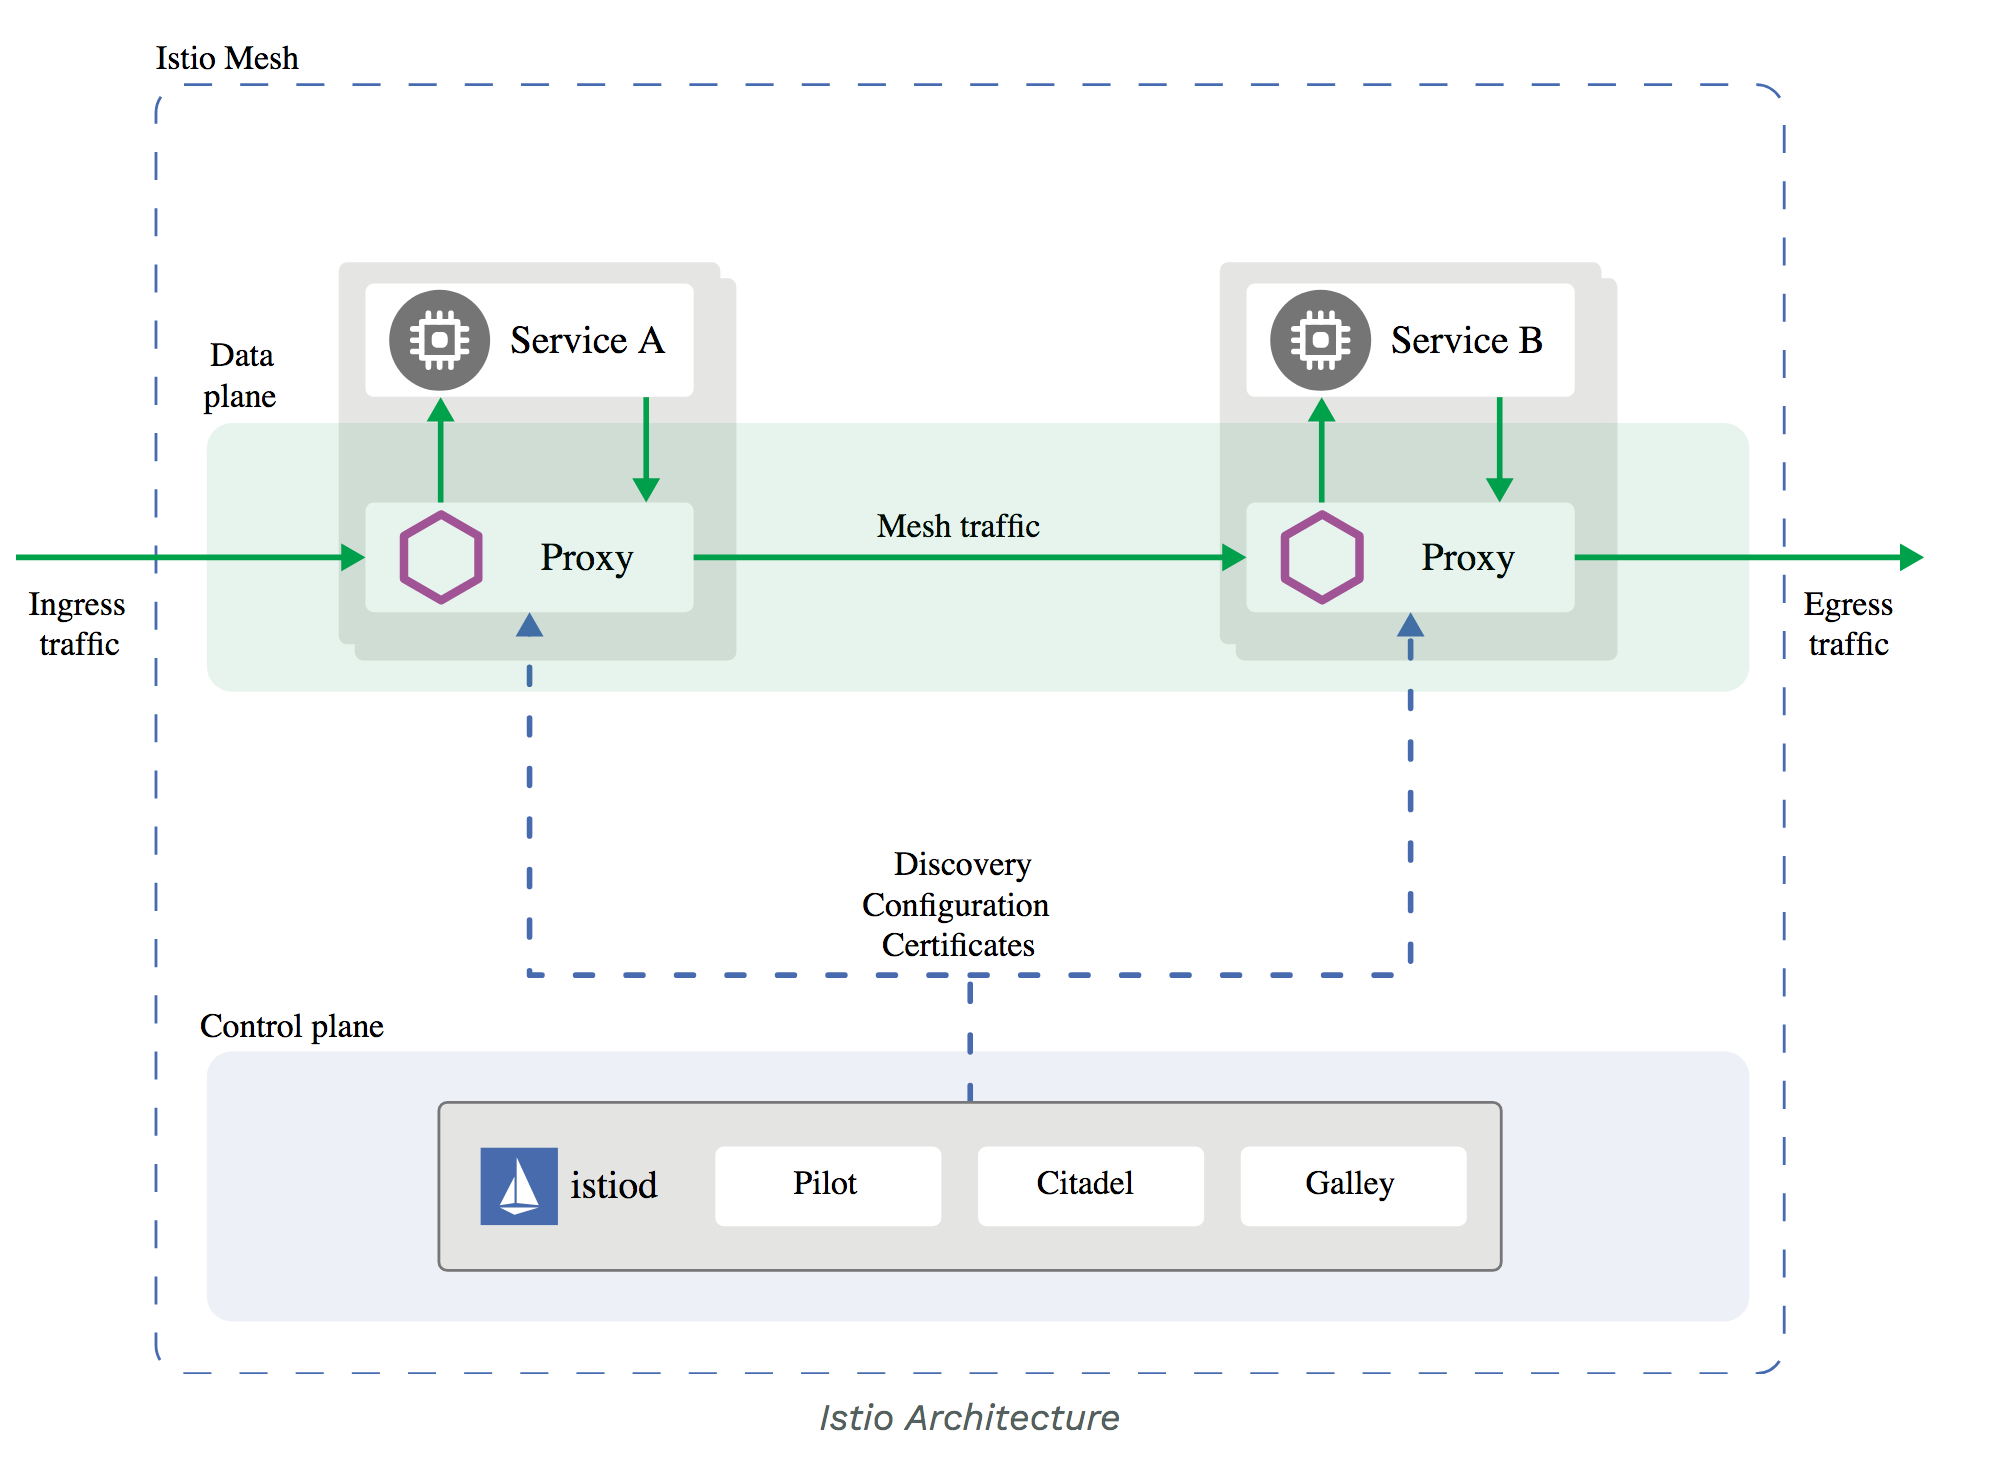 Istio Mesh
Data
plane
Service A
Service B
Proxy
Mesh traffic
Proxy
Ingress
traffic
Egress
traffic
Discovery
Configuration
Certificates
Control plane
istiod
Pilot
Citadel
Galley
Istio Architecture